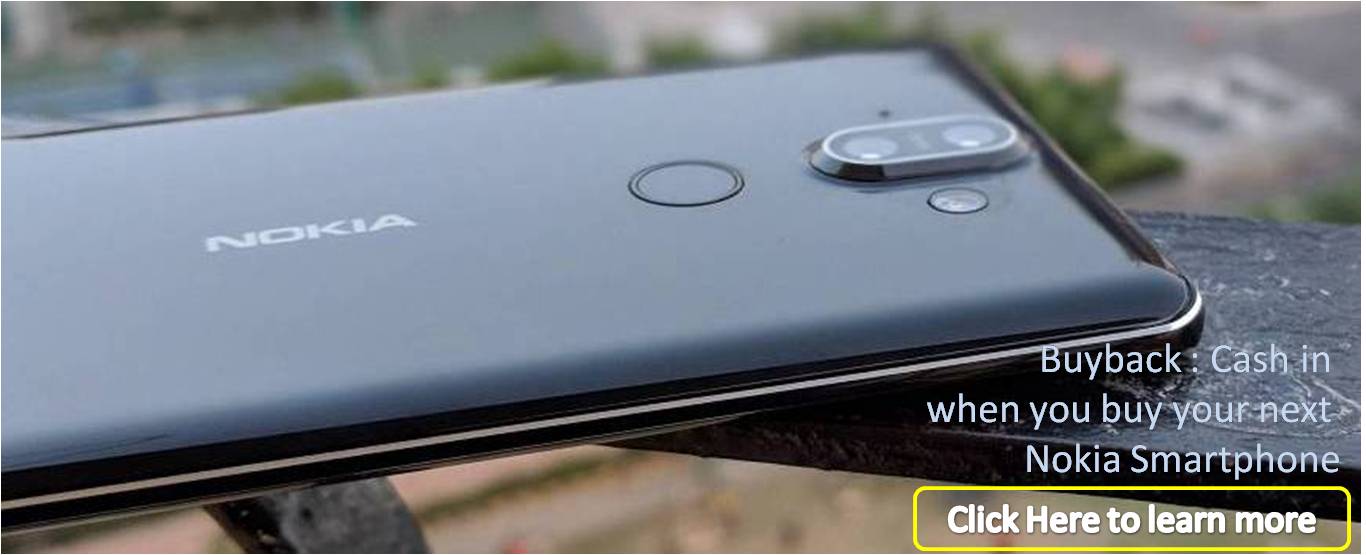 NOKIA
Buyback : Cash in
when you buy your next
Nokia Smartphone
Click Here to learn more